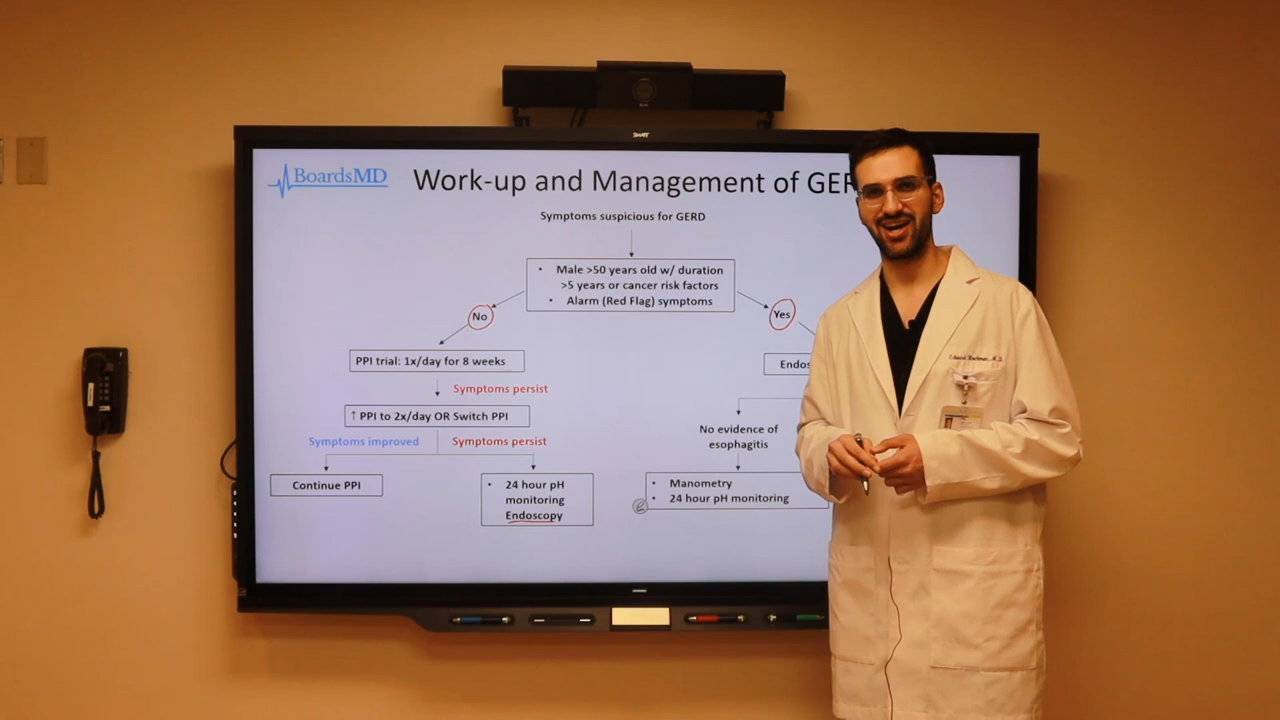 SMART
BoardsMD
Work-up and Management of GER
Symptoms suspicious for GERD
• Male >50 years old w/ duration
>5 years or cancer risk factors
• Alarm (Red Flag) symptoms
No
Yes
PPI trial: 1x/day for 8 weeks
Endos
Symptoms persist
↑ PPI to 2x/day OR Switch PPI
No evidence of
esophagitis
Symptoms improved
Symptoms persist
Continue PPI
• 24 hour pH
monitoring
Endoscopy
• Manometry
• 24 hour pH monitoring